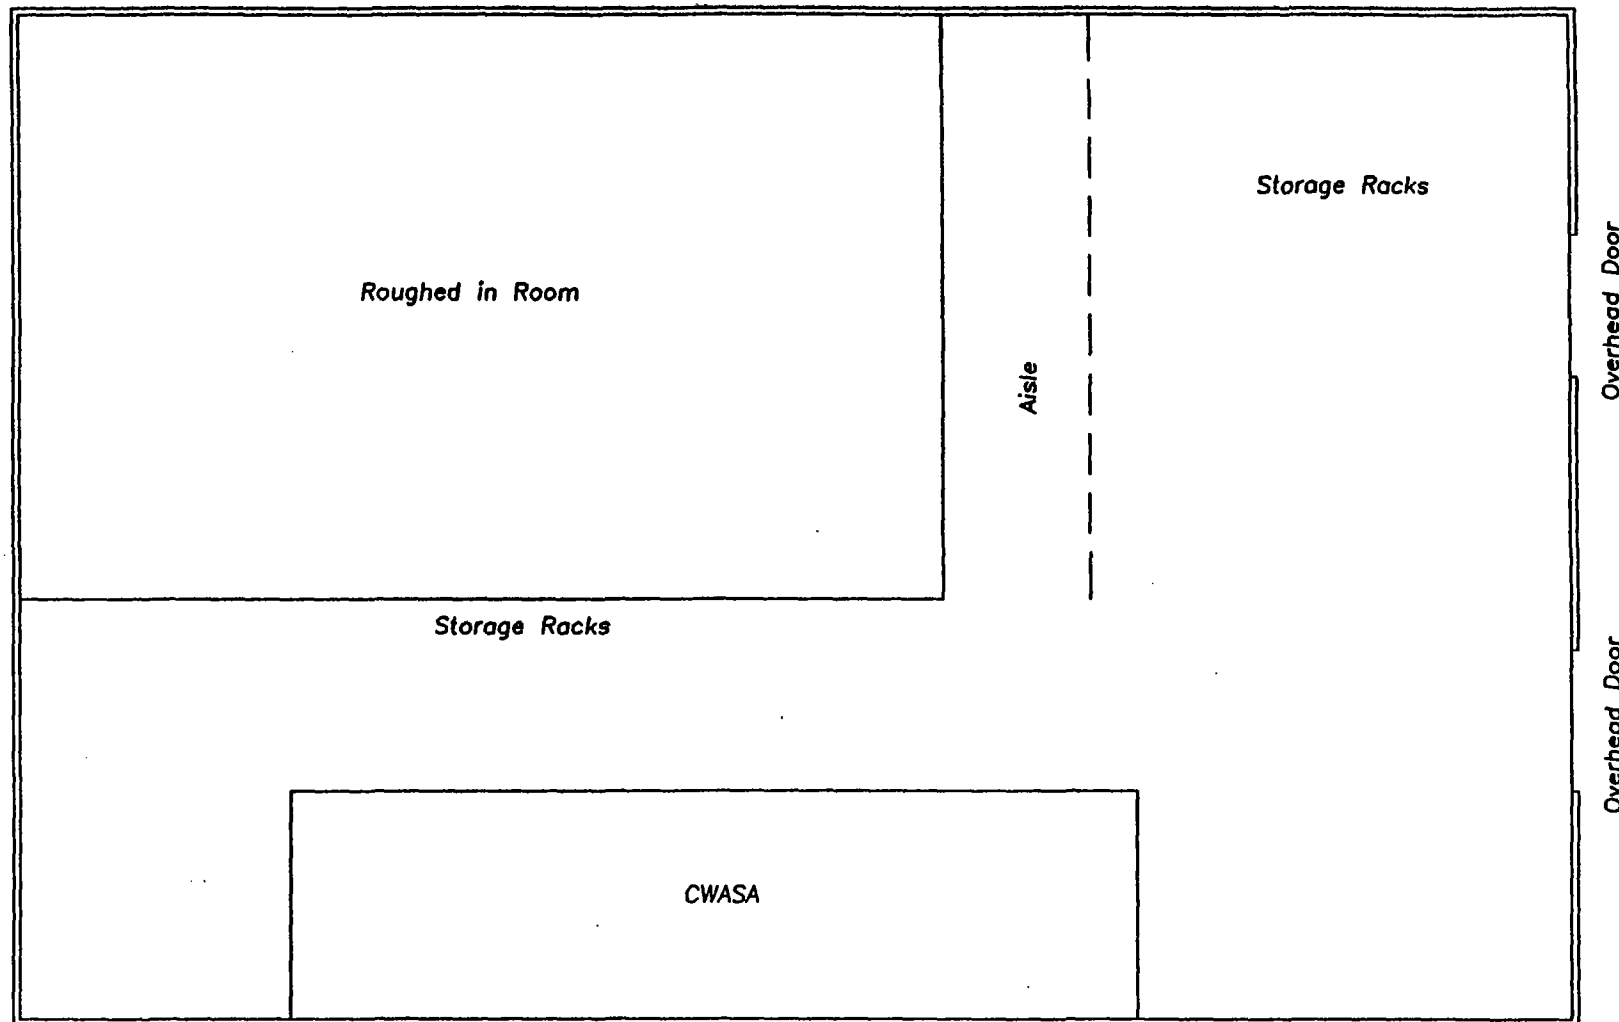 Storage Racks
Overhead Door
Roughed in Room
Aisle
Storage Racks
Overhead Door
CWASA